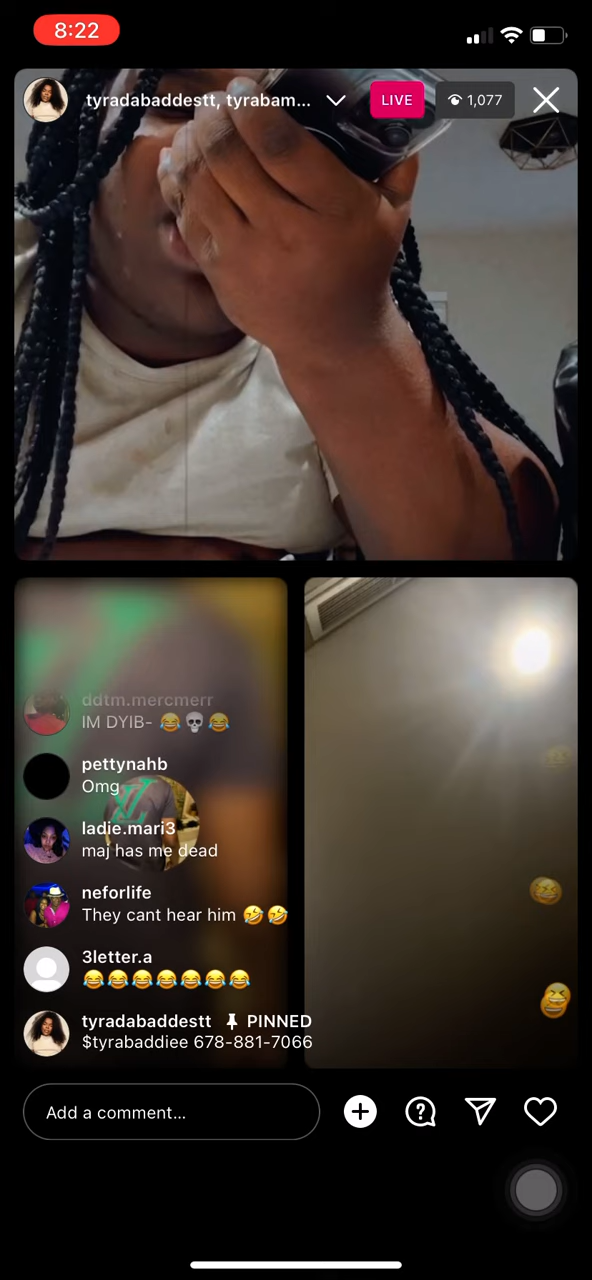 8:22
tyradabaddestt, tyrabam...
LIVE
1,077
ddtm.mercmerr
IM DYIB- 😂💀😂
pettynahb
Omg
ladie.mari3
maj has me dead
neforlife
They cant hear him 🤣🤣
3letter.a
😂😂😂😂😂😂😂
tyradabaddestt PINNED
$tyrabaddiee 678-881-7066
Add a comment...